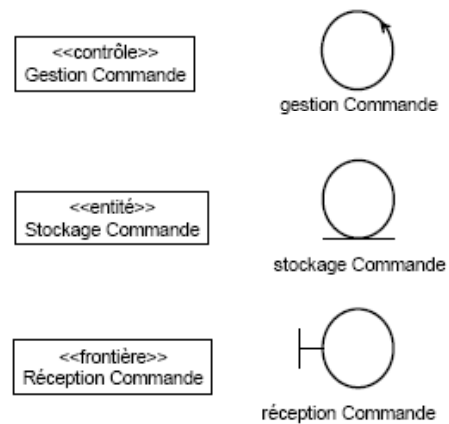 <<contrôle>>
Gestion Commande
gestion Commande
<<entité>>
Stockage Commande
stockage Commande
<<frontière>>
Réception Commande
réception Commande